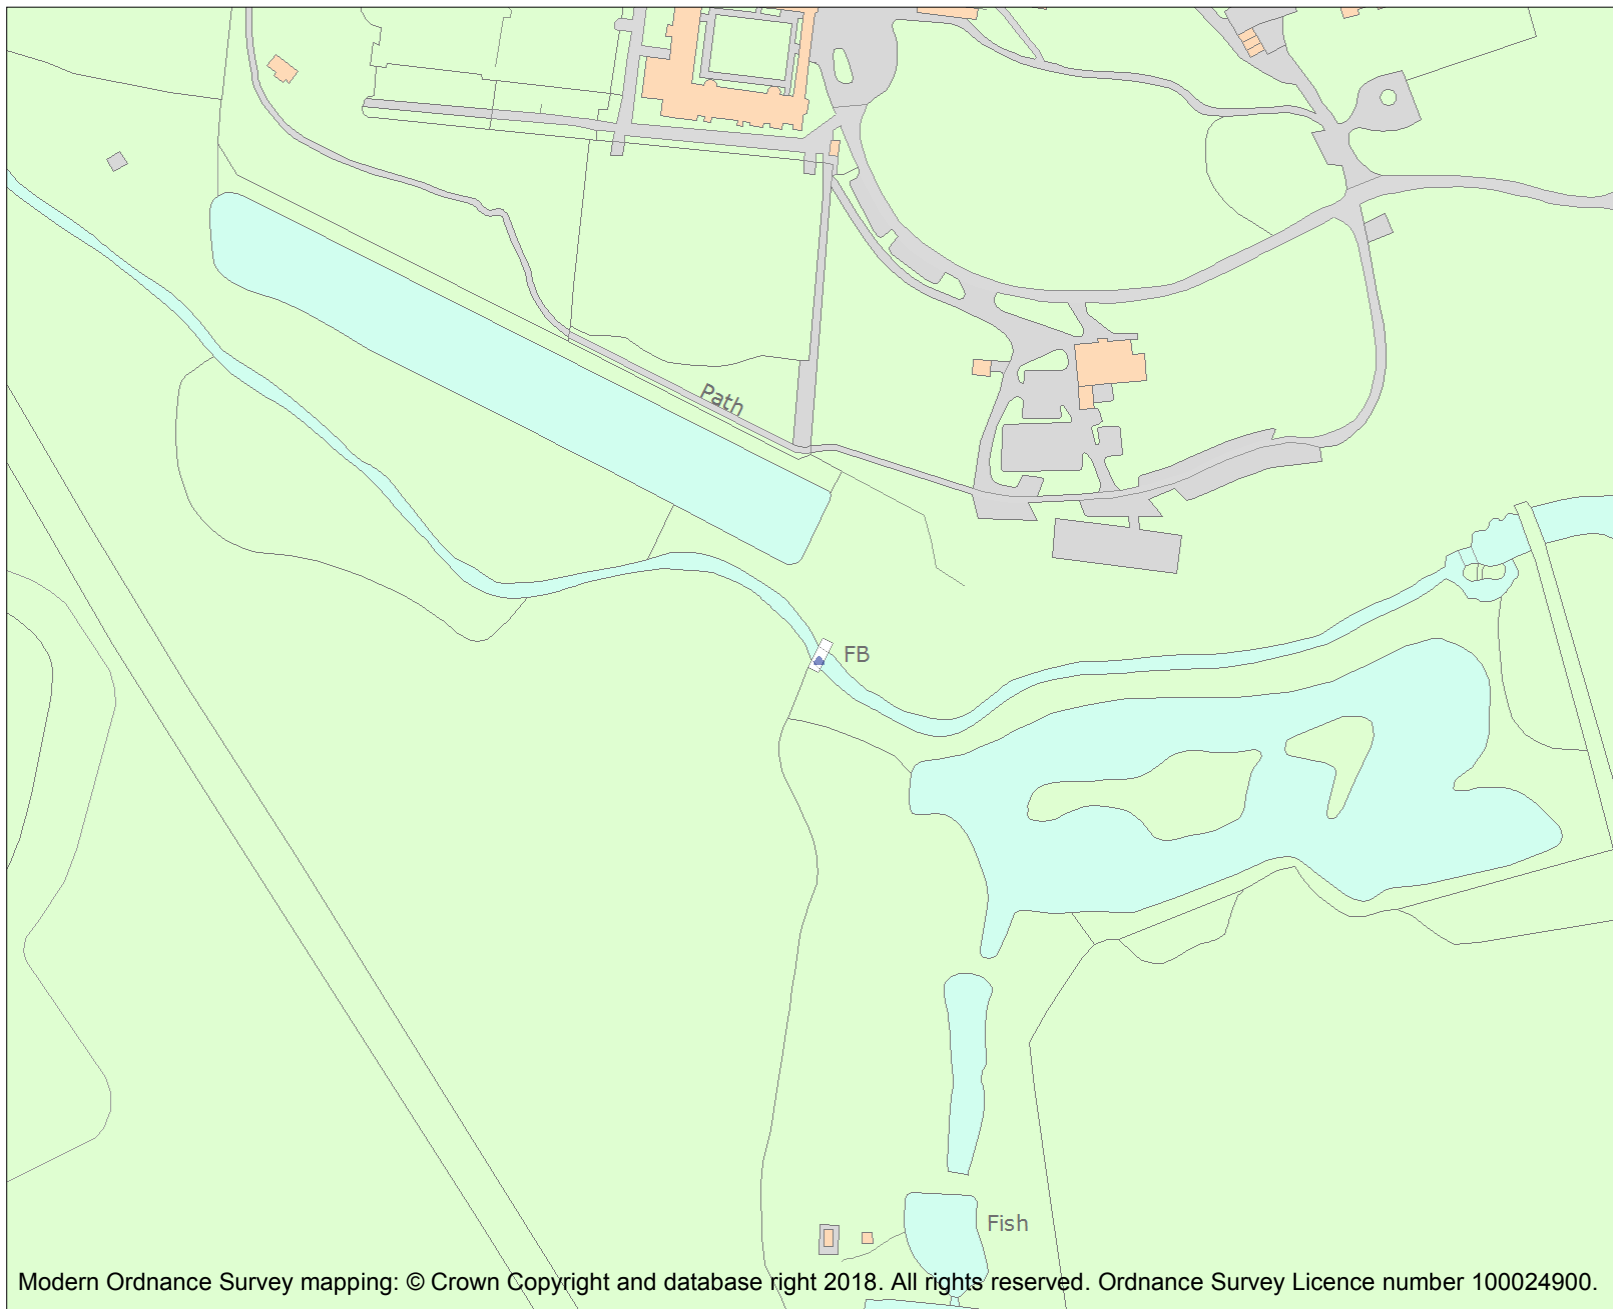 Path
FB
Fish
Modern Ordnance Survey mapping: © Crown Copyright and database right 2018. All rights reserved. Ordnance Survey Licence number 100024900.